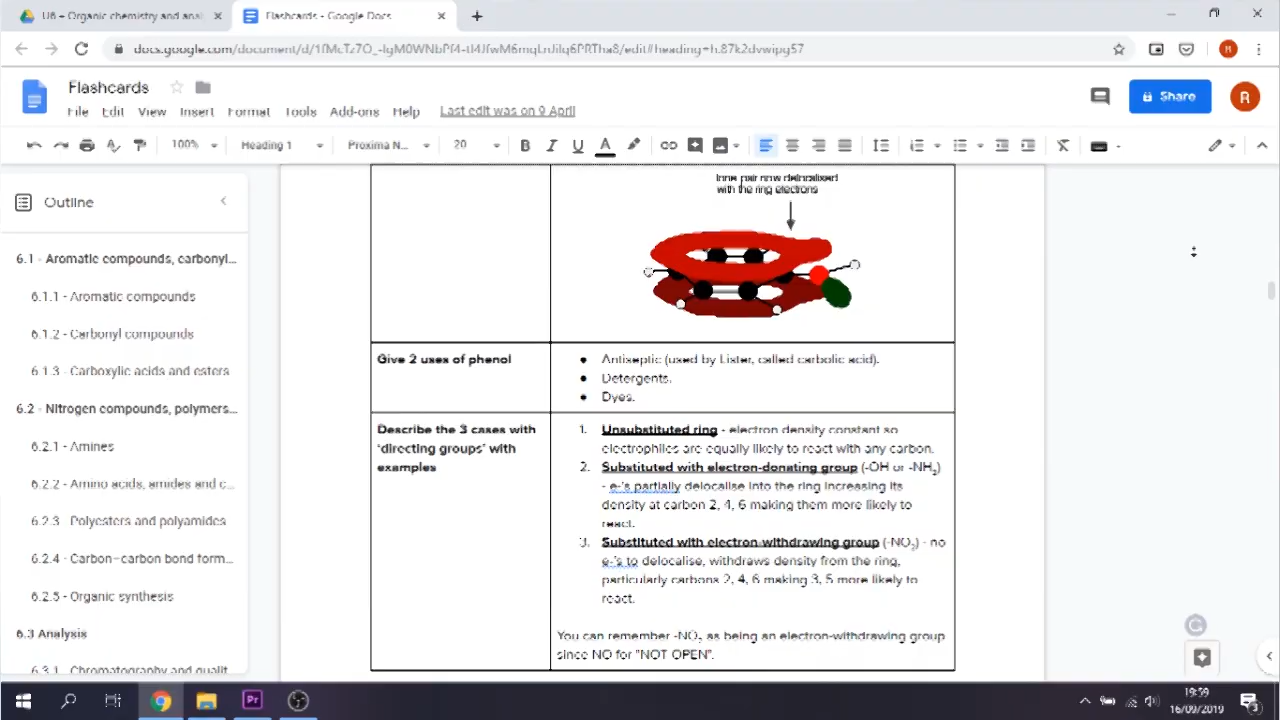 U6 - Organic chemistry and anal
Flashcards - Google Docs
Flashcards
File Edit View Insert Format Tools Add-ons Help
Last edit was on 9 April
Share
R
100%
Heading 1
Proxima N...
20
Outline
6.1 - Aromatic compounds, carbonyl...
6.1.1 - Aromatic compounds
6.1.2 - Carbonyl compounds
6.1.3 - Carboxylic acids and esters
6.2 - Nitrogen compounds, polymers...
6.2.1 - Amines
6.2.2 - Amino acids, amides and c...
6.2.3 - Polyesters and polyamides
6.2.4 - Carbon–carbon bond form...
6.2.5 - Organic synthesis
6.3 Analysis
6.3.1 - Chromatography and qualit
lone pair now delocalised
with the ring electrons
Give 2 uses of phenol
● Antiseptic (used by Lister, called carbolic acid).
● Detergents.
● Dyes.
Describe the 3 cases with
'directing groups' with
examples
1. Unsubstituted ring - electron density constant so
electrophiles are equally likely to react with any carbon.
2. Substituted with electron-donating group (-OH or -NH₂)
- e-'s partially delocalise into the ring increasing its
density at carbon 2, 4, 6 making them more likely to
react.
3. Substituted with electron withdrawing group (-NO₂) - no
e-'s to delocalise, withdraws density from the ring,
particularly carbons 2, 4, 6 making 3, 5 more likely to
react.
You can remember -NO₂ as being an electron-withdrawing group
since NO for "NOT OPEN".
Pr
19:39
16/09/2019